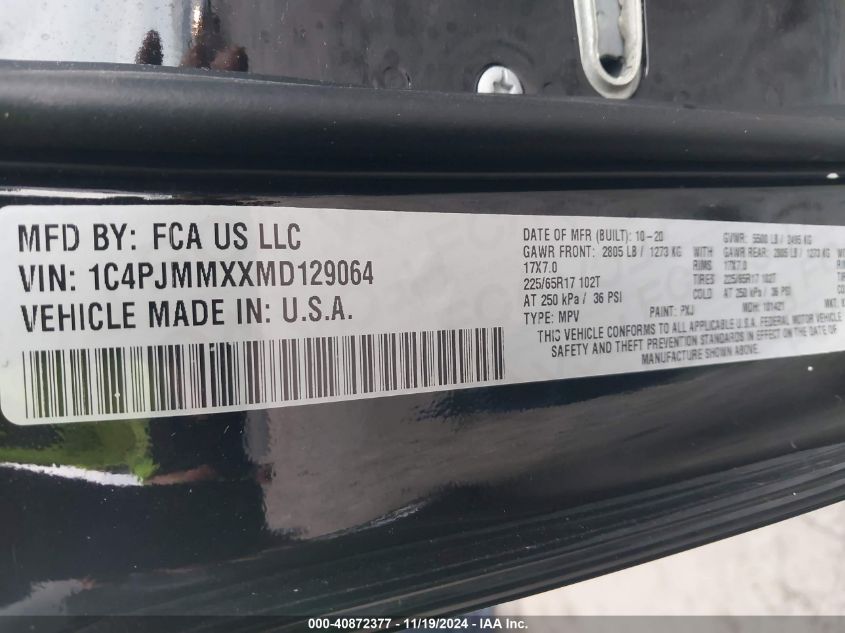 MFD BY: FCA US LLC
VIN: 1C4PJMMXXMD129064
VEHICLE MADE IN: U.S.A.
DATE OF MFR (BUILT): 10-20 GVWR: 5500 LB / 2495 KG
GAWR FRONT: 2805 LB / 1273 KG WITH GAWR REAR: 2805 LB / 1273 KG
17X7.0 RIMS 17X7.0
225/65R17 102T TIRES 225/65R17 102T
AT 250 kPa / 36 PSI COLD AT 250 kPa / 36 PSI
TYPE: MPV PAINT: PXJ MDH: 101421
THIS VEHICLE CONFORMS TO ALL APPLICABLE U.S.A. FEDERAL MOTOR VEHICLE
SAFETY AND THEFT PREVENTION STANDARDS IN EFFECT ON THE DATE OF
MANUFACTURE SHOWN ABOVE.
00-40872377 - 11/19/2024 - IAA Inc.